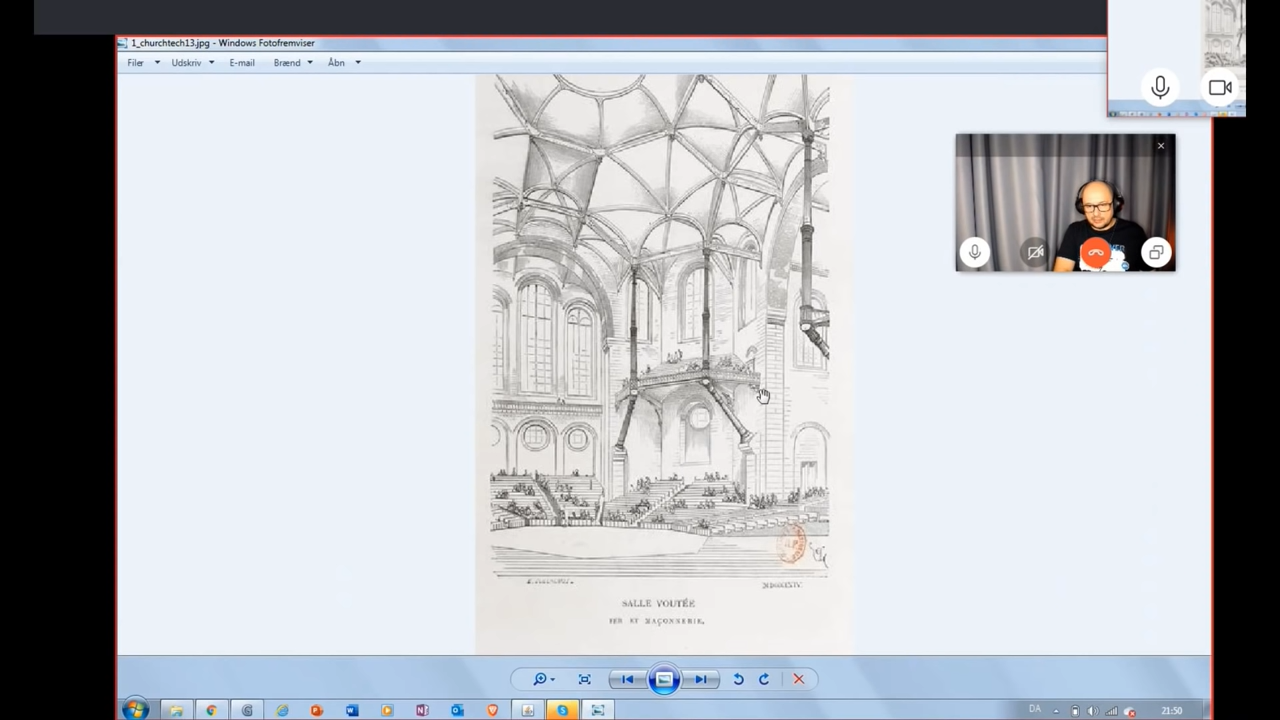 1_churchtech13.jpg - Windows Fotofremviser
Filer Udskriv E-mail Brænd Åbn
SALLE VOUTÉE
FER ET MAÇONNERIE.
DA 21:50